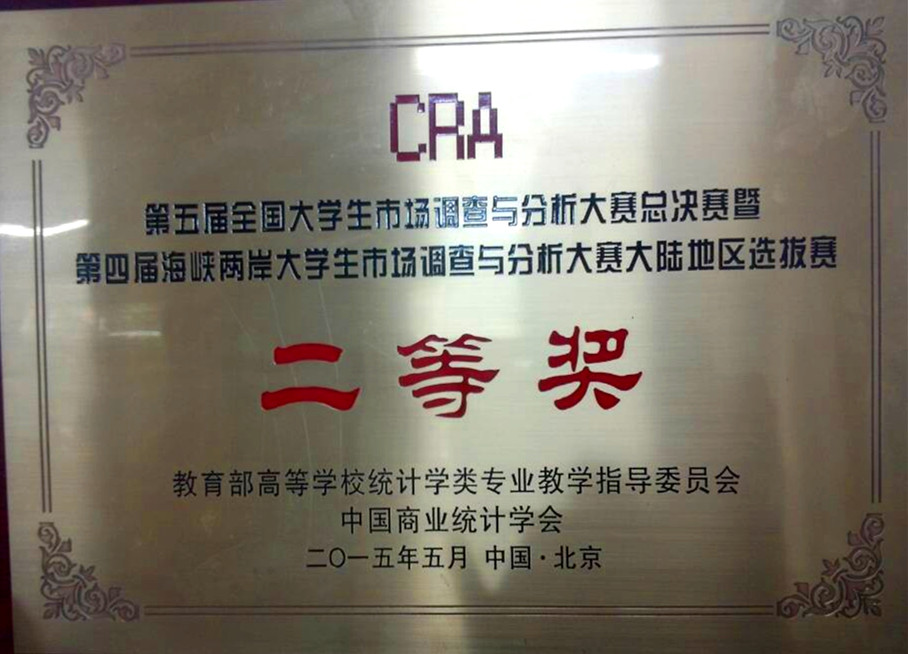 CRA
第五届全国大学生市场调查与分析大赛总决赛暨
第四届海峡两岸大学生市场调查与分析大赛大陆地区选拔赛
二等奖
教育部高等学校统计学类专业教学指导委员会
中国商业统计学会
二〇一五年五月 中国·北京